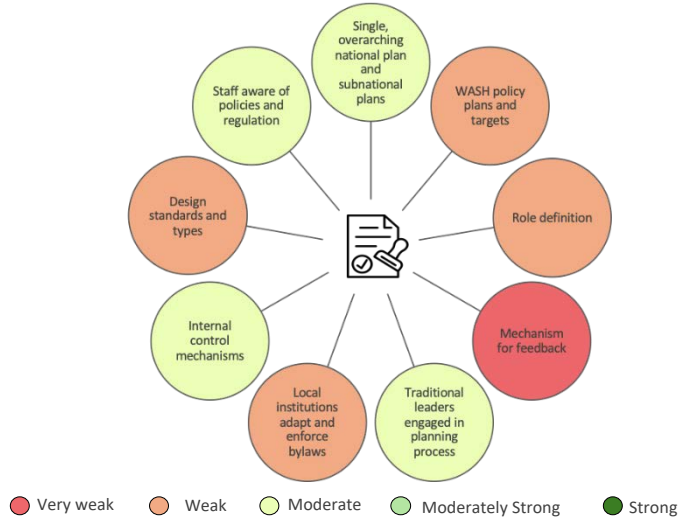 Single,
overarching
national plan
and
subnational
plans
WASH policy
plans and
targets
Role definition
Mechanism
for feedback
Traditional
leaders
engaged in
planning
process
Local
institutions
adapt and
enforce
bylaws
Internal
control
mechanisms
Design
standards and
types
Staff aware of
policies and
regulation
Very weak
Weak
Moderate
Moderately Strong
Strong